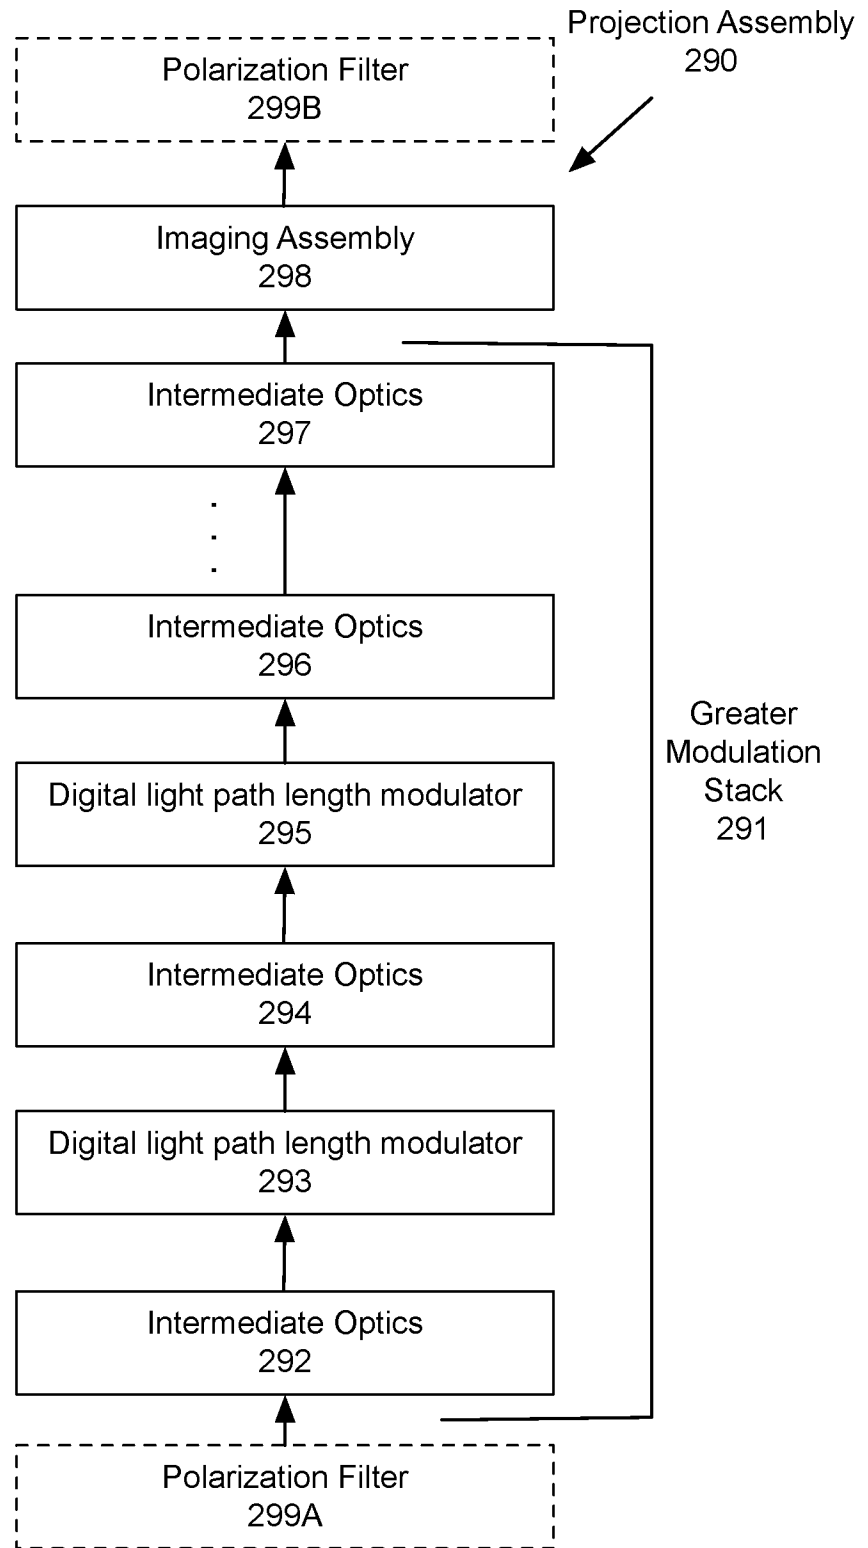 Projection Assembly
290
Polarization Filter
299B
Imaging Assembly
298
Intermediate Optics
297
Intermediate Optics
296
Digital light path length modulator
295
Greater
Modulation
Stack
291
Intermediate Optics
294
Digital light path length modulator
293
Intermediate Optics
292
Polarization Filter
299A